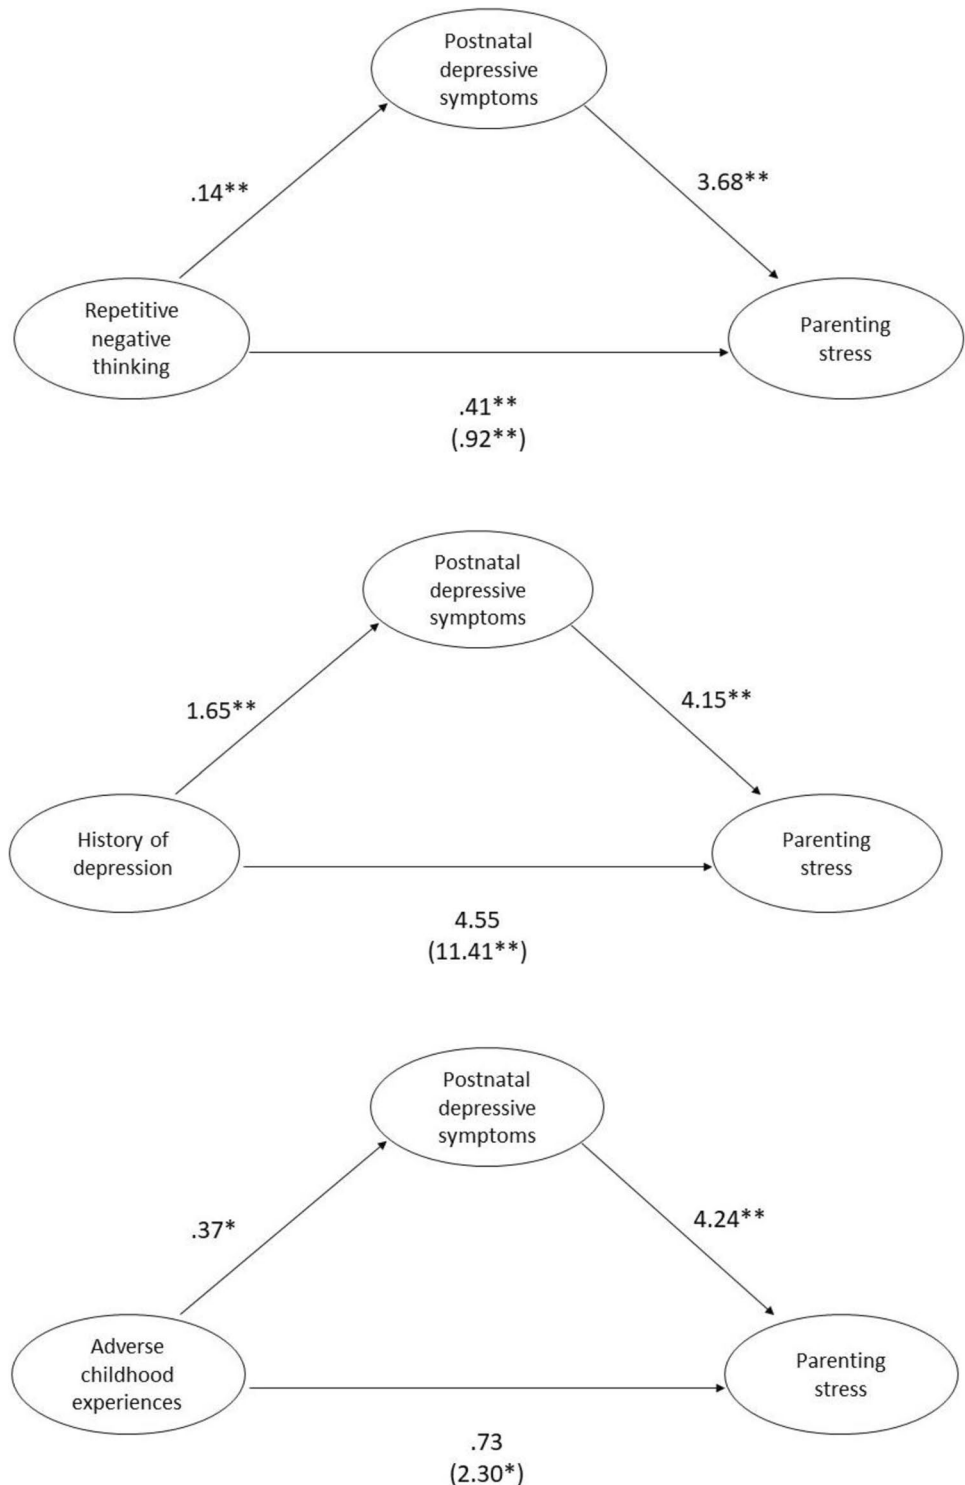 Postnatal
depressive
symptoms
.14**
3.68**
Repetitive
negative
thinking
Parenting
stress
.41**
(.92**)
Postnatal
depressive
symptoms
1.65**
4.15**
History of
depression
Parenting
stress
4.55
(11.41**)
Postnatal
depressive
symptoms
.37*
4.24**
Adverse
childhood
experiences
Parenting
stress
.73
(2.30*)